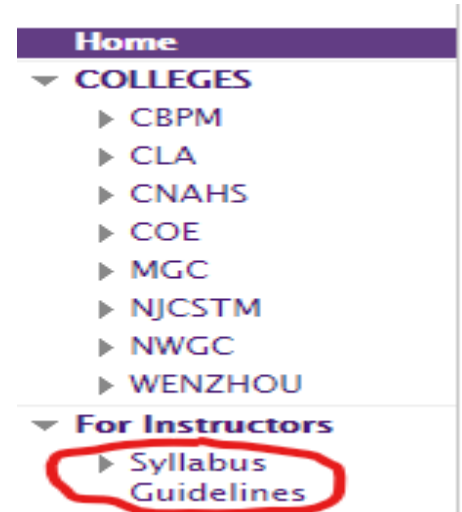 Home
COLLEGES
CBPM
CLA
CNAHS
COE
MGC
NJCSTM
NWGC
WENZHOU
For Instructors
Syllabus
Guidelines